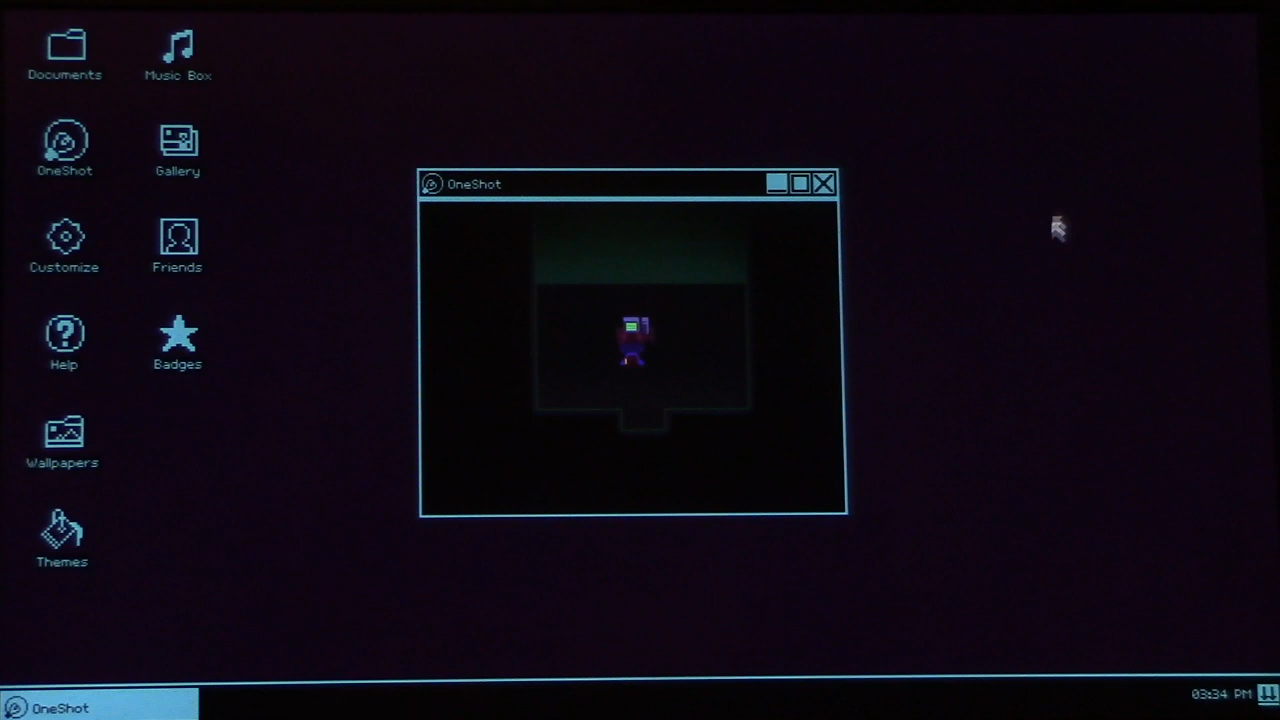 Documents
Music Box
OneShot
Gallery
Customize
Friends
Help
Badges
Wallpapers
Themes
OneShot
OneShot
03:34 PM